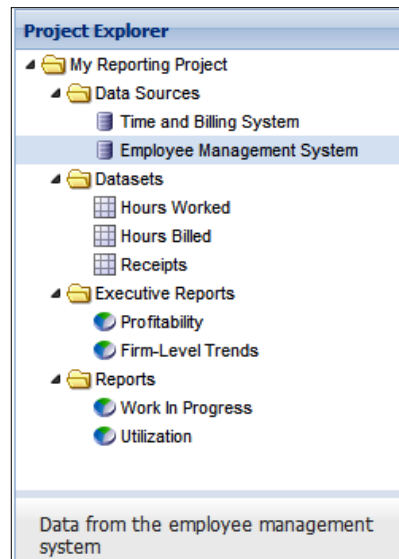 Project Explorer
My Reporting Project
Data Sources
Time and Billing System
Employee Management System
Datasets
Hours Worked
Hours Billed
Receipts
Executive Reports
Profitability
Firm-Level Trends
Reports
Work In Progress
Utilization
Data from the employee management
system